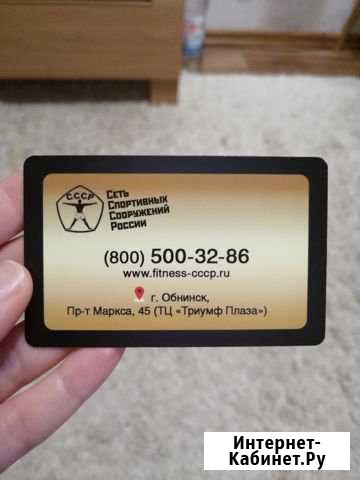 СССР
Сеть
Спортивных
Сооружений
России
(800) 500-32-86
www.fitness-cccp.ru
г. Обнинск,
Пр-т Маркса, 45 (ТЦ «Триумф Плаза»)
Интернет-
Кабинет.Ру